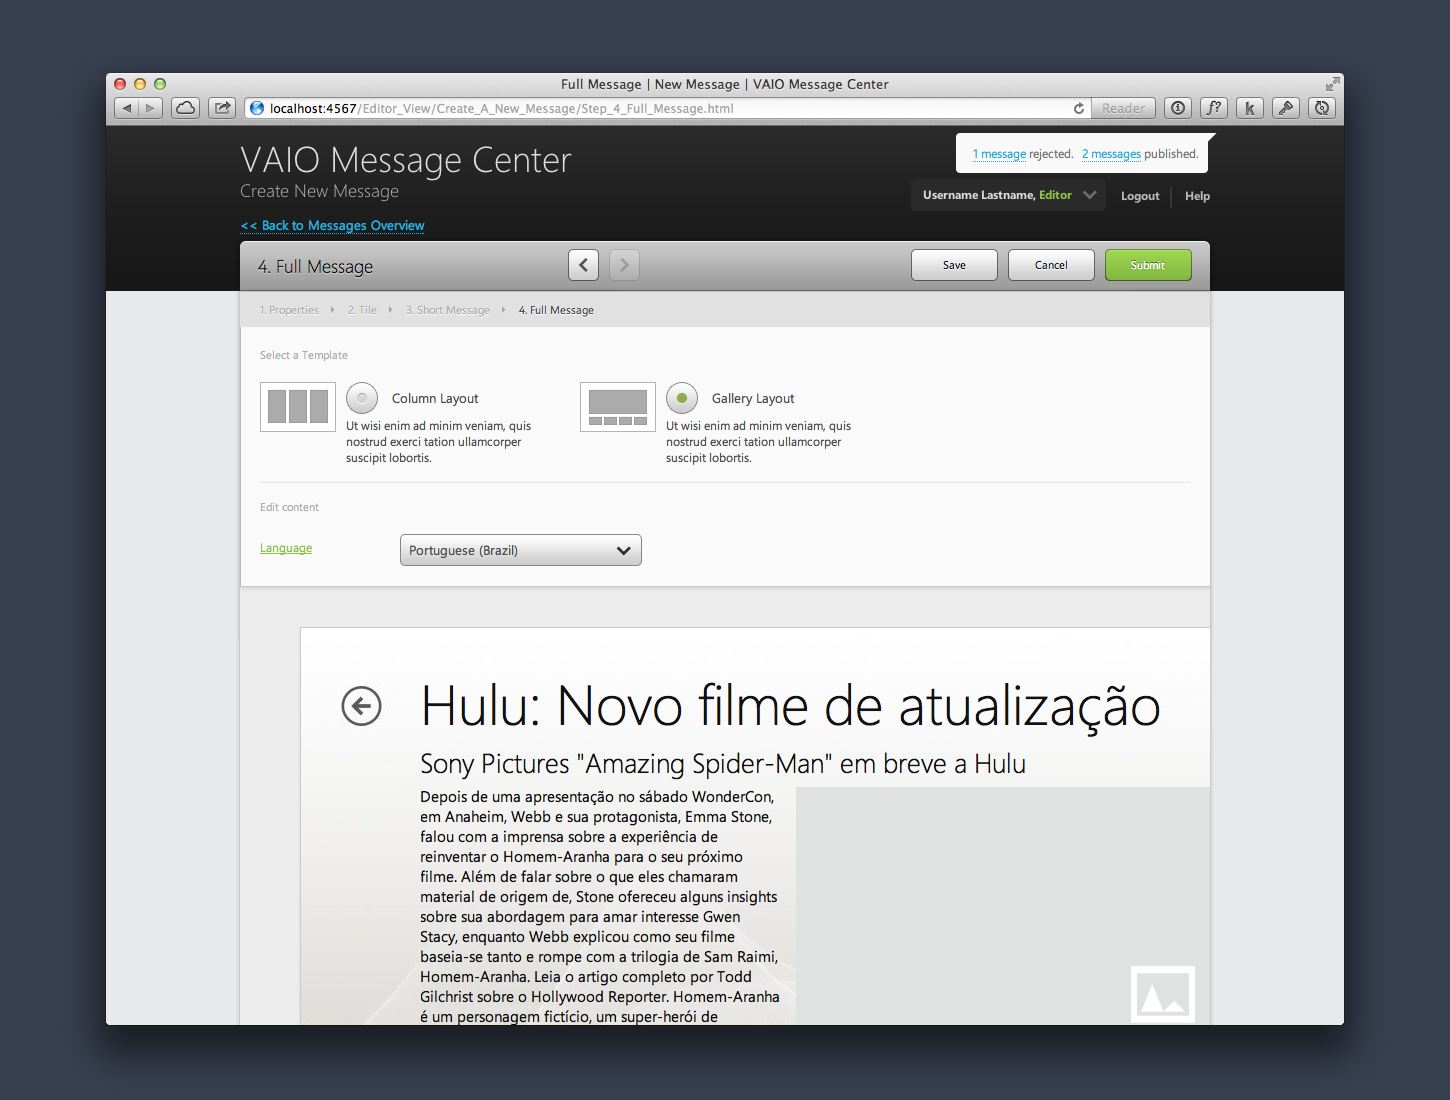 Full Message | New Message | VAIO Message Center
localhost:4567/Editor_View/Create_A_New_Message/Step_4_Full_Message.html
Reader
f?
k
VAIO Message Center
Create New Message
1 message rejected. 2 messages published.
Username Lastname, Editor
Logout
Help
<< Back to Messages Overview
4. Full Message
Save
Cancel
Submit
1. Properties
2. Tile
3. Short Message
4. Full Message
Select a Template
Column Layout
Ut wisi enim ad minim veniam, quis
nostrud exerci tation ullamcorper
suscipit lobortis.
Gallery Layout
Ut wisi enim ad minim veniam, quis
nostrud exerci tation ullamcorper
suscipit lobortis.
Edit content
Language
Portuguese (Brazil)
Hulu: Novo filme de atualização
Sony Pictures "Amazing Spider-Man" em breve a Hulu
Depois de uma apresentação no sábado WonderCon,
em Anaheim, Webb e sua protagonista, Emma Stone,
falou com a imprensa sobre a experiência de
reinventar o Homem-Aranha para o seu próximo
filme. Além de falar sobre o que eles chamaram
material de origem de, Stone ofereceu alguns insights
sobre sua abordagem para amar interesse Gwen
Stacy, enquanto Webb explicou como seu filme
baseia-se tanto e rompe com a trilogia de Sam Raimi,
Homem-Aranha. Leia o artigo completo por Todd
Gilchrist sobre o Hollywood Reporter. Homem-Aranha
é um personagem fictício, um super-herói de